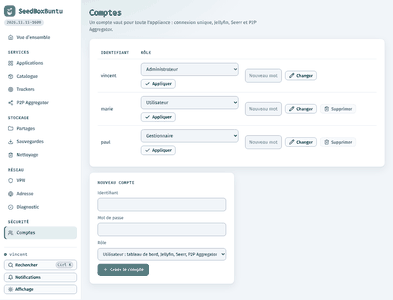 SeedBoxBuntu
Vue d'ensemble
SERVICES
Applications
Catalogue
Trackers
P2P Aggregator
STOCKAGE
Partages
Sauvegardes
Nettoyage
RÉSEAU
VPN
Adresse
Diagnostic
SÉCURITÉ
Comptes
vincent
Rechercher
Ctrl K
Notifications
Affichage
Comptes
Un compte vaut pour toute l'appliance : connexion unique, Jellyfin, Seerr et P2P
Aggregator.
IDENTIFIANT RÔLE
vincent Administrateur Nouveau mot Changer
Appliquer
marie Utilisateur Nouveau mot Changer Supprimer
Appliquer
paul Gestionnaire Nouveau mot Changer Supprimer
Appliquer
NOUVEAU COMPTE
Identifiant
Mot de passe
Rôle
Utilisateur : tableau de bord, Jellyfin, Seerr, P2P Aggregator
+ Créer le compte